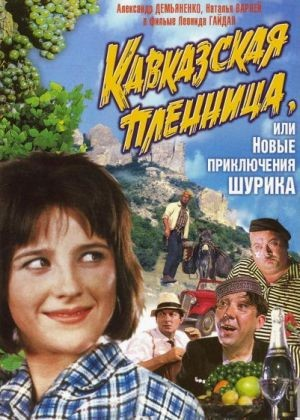 Александр ДЕМЬЯНЕНКО, Наталья ВАРЛЕЙ
в фильме Леонида ГАЙДАЯ
КАВКАЗСКАЯ
ПЛЕННИЦА,
ИЛИ
НОВЫЕ
ПРИКЛЮЧЕНИЯ
ШУРИКА